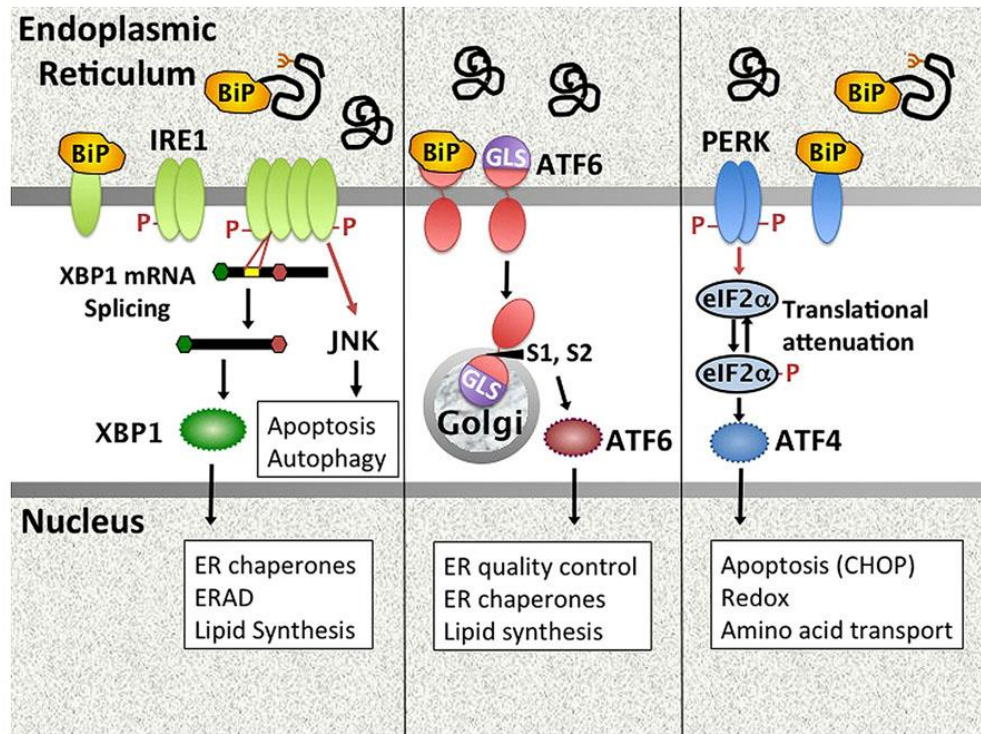 Endoplasmic
Reticulum
BiP
BiP
IRE1
P
P
P
XBP1 mRNA
Splicing
JNK
XBP1
Apoptosis
Autophagy
BiP
GLS
ATF6
S1, S2
GLS
Golgi
ATF6
BiP
PERK
BiP
P
P
eIF2α
Translational
attenuation
eIF2α
P
ATF4
Nucleus
ER chaperones
ERAD
Lipid Synthesis
ER quality control
ER chaperones
Lipid synthesis
Apoptosis (CHOP)
Redox
Amino acid transport